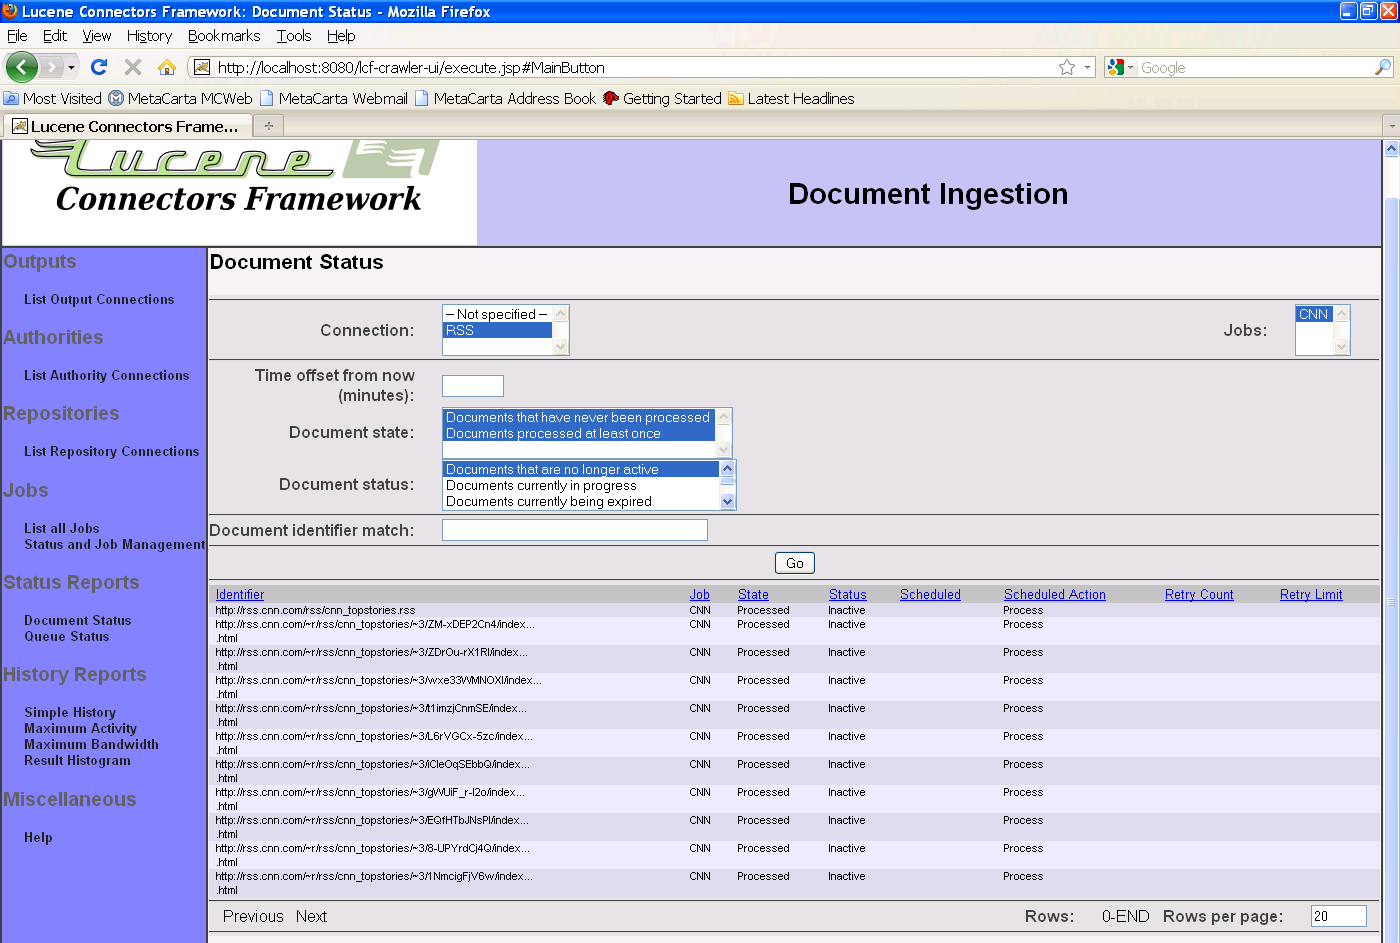 Lucene Connectors Framework: Document Status - Mozilla Firefox
File Edit View History Bookmarks Tools Help
http://localhost:8080/lcf-crawler-ui/execute.jsp#MainButton
Google
Most Visited MetaCarta MCWeb MetaCarta Webmail MetaCarta Address Book Getting Started Latest Headlines
Lucene Connectors Frame...
Lucene
Connectors Framework
Document Ingestion
Outputs
List Output Connections
Authorities
List Authority Connections
Repositories
List Repository Connections
Jobs
List all Jobs
Status and Job Management
Status Reports
Document Status
Queue Status
History Reports
Simple History
Maximum Activity
Maximum Bandwidth
Result Histogram
Miscellaneous
Help
Document Status
Connection: -- Not specified -- Jobs: CNN
RSS
Time offset from now
(minutes):
Document state: Documents that have never been processed
Documents processed at least once
Document status: Documents that are no longer active
Documents currently in progress
Documents currently being expired
Document identifier match:
Go
Identifier Job State Status Scheduled Scheduled Action Retry Count Retry Limit
http://rss.cnn.com/rss/cnn_topstories.rss CNN Processed Inactive Process
http://rss.cnn.com/~r/rss/cnn_topstories/~3/ZM-xDEP2Cn4/index... CNN Processed Inactive Process
.html
http://rss.cnn.com/~r/rss/cnn_topstories/~3/ZDrOu-rX1RI/index... CNN Processed Inactive Process
.html
http://rss.cnn.com/~r/rss/cnn_topstories/~3/wxe33WMNOXI/index... CNN Processed Inactive Process
.html
http://rss.cnn.com/~r/rss/cnn_topstories/~3/t1imzjCnmSE/index... CNN Processed Inactive Process
.html
http://rss.cnn.com/~r/rss/cnn_topstories/~3/L6rVGCx-5zc/index... CNN Processed Inactive Process
.html
http://rss.cnn.com/~r/rss/cnn_topstories/~3/iCIeOqSEbbQ/index... CNN Processed Inactive Process
.html
http://rss.cnn.com/~r/rss/cnn_topstories/~3/gWUiF_r-I2o/index... CNN Processed Inactive Process
.html
http://rss.cnn.com/~r/rss/cnn_topstories/~3/EQfHTbJNsPI/index... CNN Processed Inactive Process
.html
http://rss.cnn.com/~r/rss/cnn_topstories/~3/8-UPYrdCj4Q/index... CNN Processed Inactive Process
.html
http://rss.cnn.com/~r/rss/cnn_topstories/~3/1NmcigFjV6w/index... CNN Processed Inactive Process
.html
Previous Next Rows: 0-END Rows per page: 20